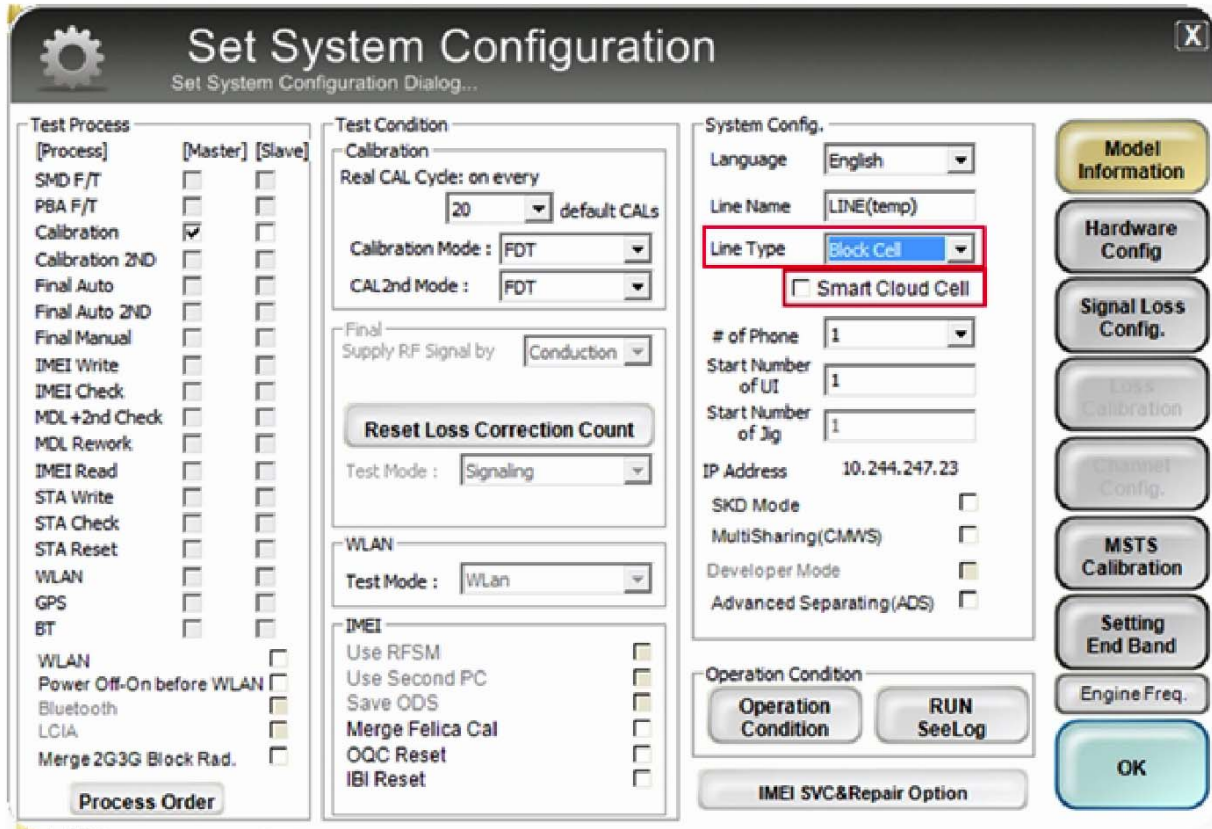 Set System Configuration
Set System Configuration Dialog...
X
Test Process
[Process] [Master] [Slave]
SMD F/T
PBA F/T
Calibration
Calibration 2ND
Final Auto
Final Auto 2ND
Final Manual
IMEI Write
IMEI Check
MDL+2nd Check
MDL Rework
IMEI Read
STA Write
STA Check
STA Reset
WLAN
GPS
BT
WLAN
Power Off-On before WLAN
Bluetooth
LCIA
Merge 2G3G Block Rad.
Process Order
Test Condition
Calibration
Real CAL Cycle: on every
20 default CALs
Calibration Mode : FDT
CAL2nd Mode : FDT
Final
Supply RF Signal by Conduction
Reset Loss Correction Count
Test Mode : Signaling
WLAN
Test Mode : WLan
IMEI
Use RFSM
Use Second PC
Save ODS
Merge Felica Cal
OQC Reset
IBI Reset
System Config.
Language English
Line Name LINE(temp)
Line Type Block Cell
Smart Cloud Cell
# of Phone 1
Start Number
of UI 1
Start Number
of Jig 1
IP Address 10.244.247.23
SKD Mode
MultiSharing(CMWS)
Developer Mode
Advanced Separating(ADS)
Operation Condition
Operation
Condition
RUN
SeeLog
IMEI SVC&Repair Option
Model
Information
Hardware
Config
Signal Loss
Config.
Loss
Calibration
Channel
Config.
MSTS
Calibration
Setting
End Band
Engine Freq.
OK